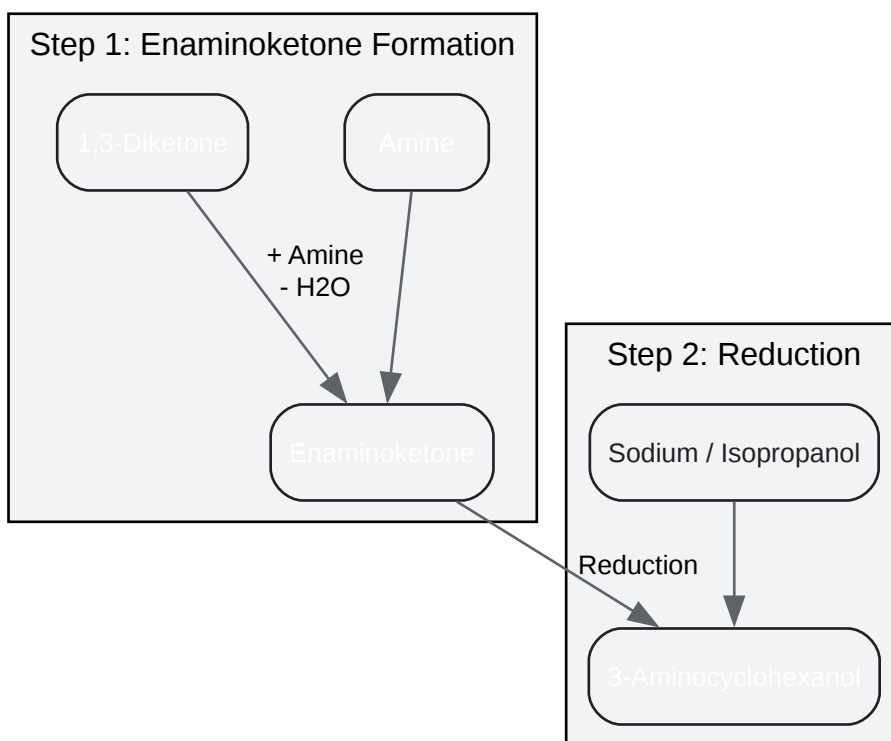 Step 1: Enaminoketone Formation
1,3-Diketone
Amine
+ Amine
- H2O
Enaminoketone
Step 2: Reduction
Sodium / Isopropanol
Reduction
3-Aminocyclohexanol